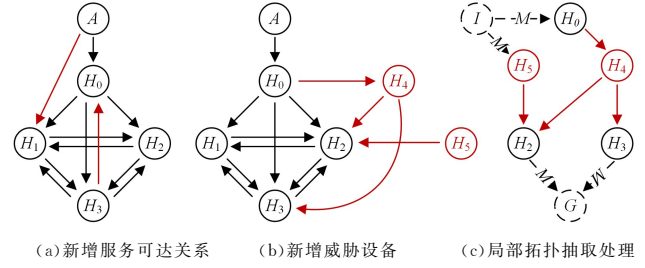 A
H₀
H₁
H₂
H₃
(a)新增服务可达关系
A
H₀
H₄
H₁
H₂
H₅
H₃
(b)新增威胁设备
I
M
H₀
M
H₅
H₄
H₂
H₃
M
M
G
(c)局部拓扑抽取处理